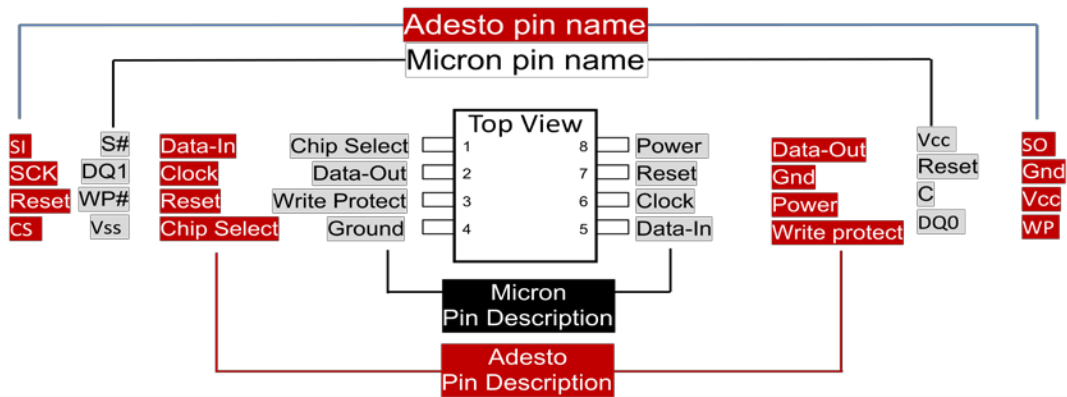 Adesto pin name
Micron pin name
Top View
SI S# Data-In Chip Select 1 8 Power Data-Out Vcc SO
SCK DQ1 Clock Data-Out 2 7 Reset Gnd Reset Gnd
Reset WP# Reset Write Protect 3 6 Clock Power C Vcc
CS Vss Chip Select Ground 4 5 Data-In Write protect DQ0 WP
Micron
Pin Description
Adesto
Pin Description